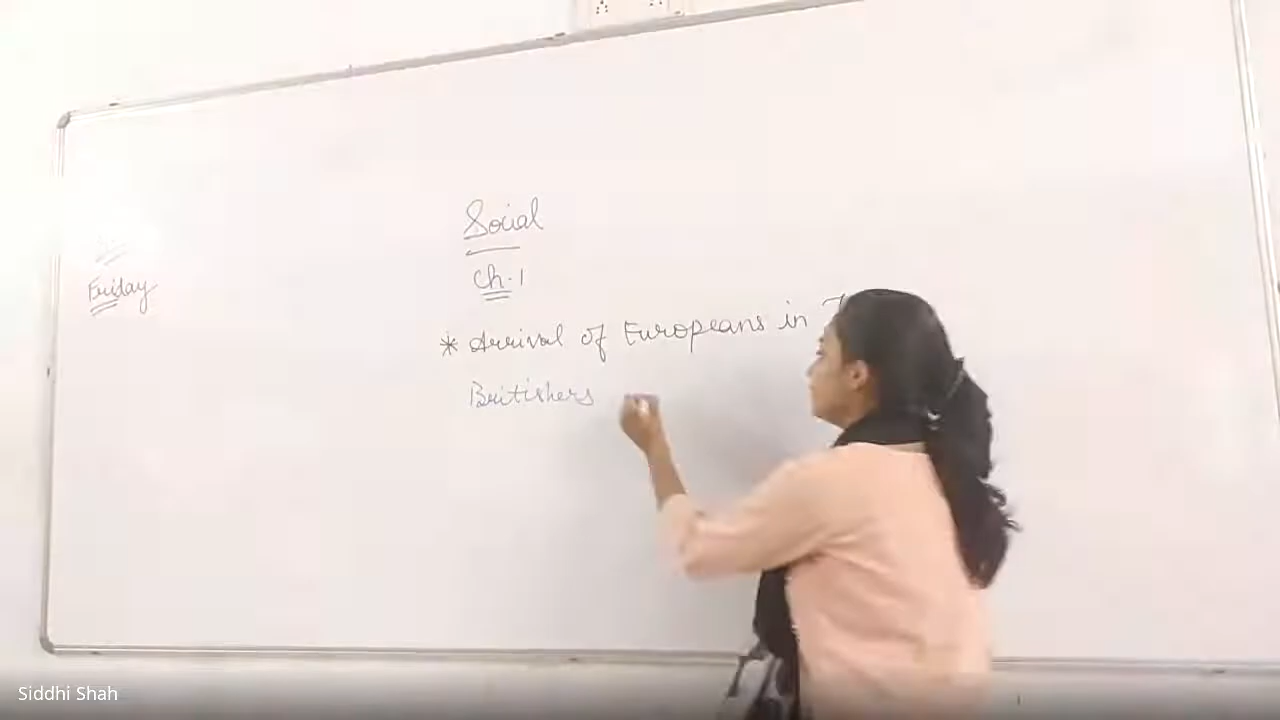 Social
Ch-1
Friday
* Arrival of Europeans in
Britishers
Siddhi Shah